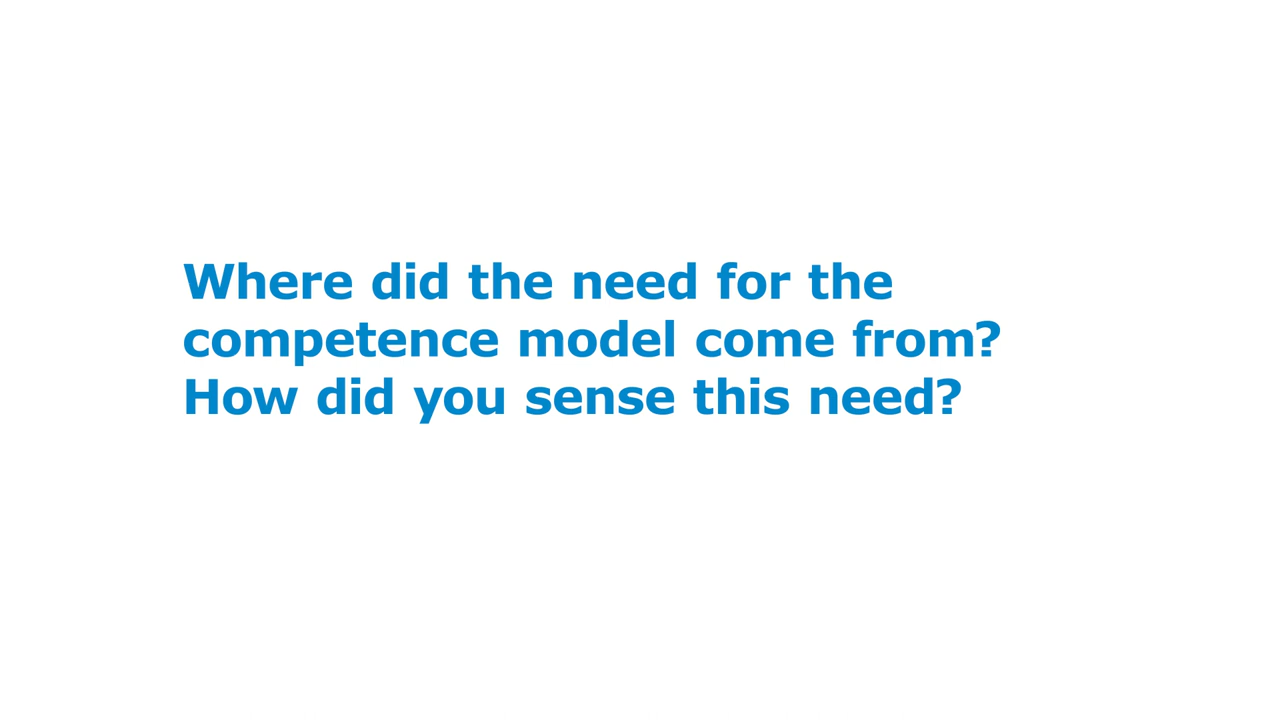 Where did the need for the
competence model come from?
How did you sense this need?